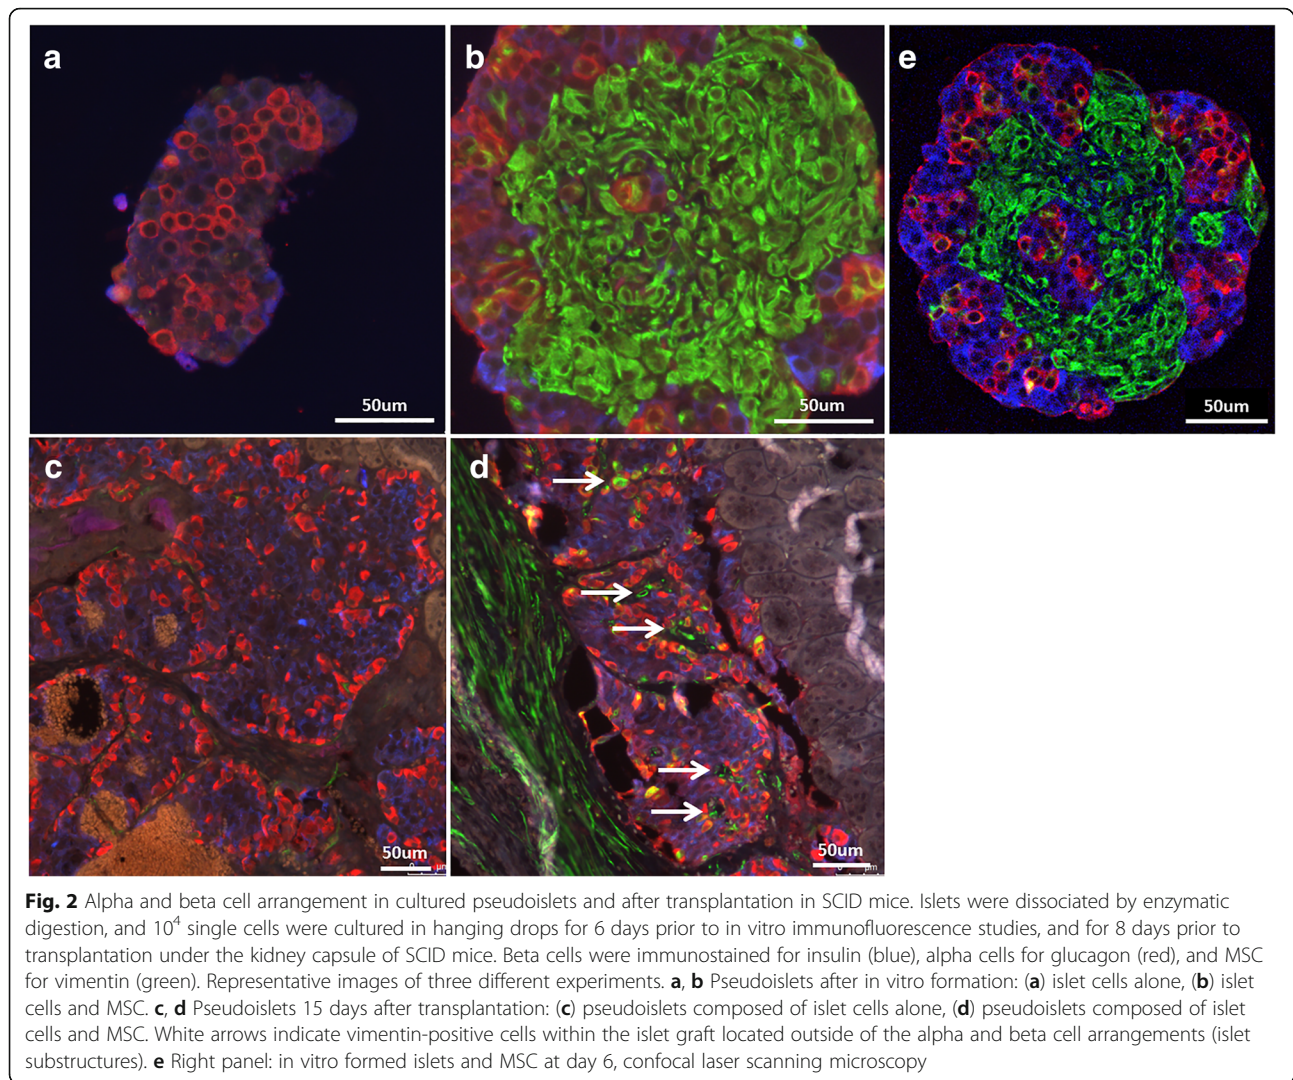 a
b
e
50um
50um
50um
c
d
50um
50um
Fig. 2 Alpha and beta cell arrangement in cultured pseudoislets and after transplantation in SCID mice. Islets were dissociated by enzymatic
digestion, and 10⁴ single cells were cultured in hanging drops for 6 days prior to in vitro immunofluorescence studies, and for 8 days prior to
transplantation under the kidney capsule of SCID mice. Beta cells were immunostained for insulin (blue), alpha cells for glucagon (red), and MSC
for vimentin (green). Representative images of three different experiments. a, b Pseudoislets after in vitro formation: (a) islet cells alone, (b) islet
cells and MSC. c, d Pseudoislets 15 days after transplantation: (c) pseudoislets composed of islet cells alone, (d) pseudoislets composed of islet
cells and MSC. White arrows indicate vimentin-positive cells within the islet graft located outside of the alpha and beta cell arrangements (islet
substructures). e Right panel: in vitro formed islets and MSC at day 6, confocal laser scanning microscopy